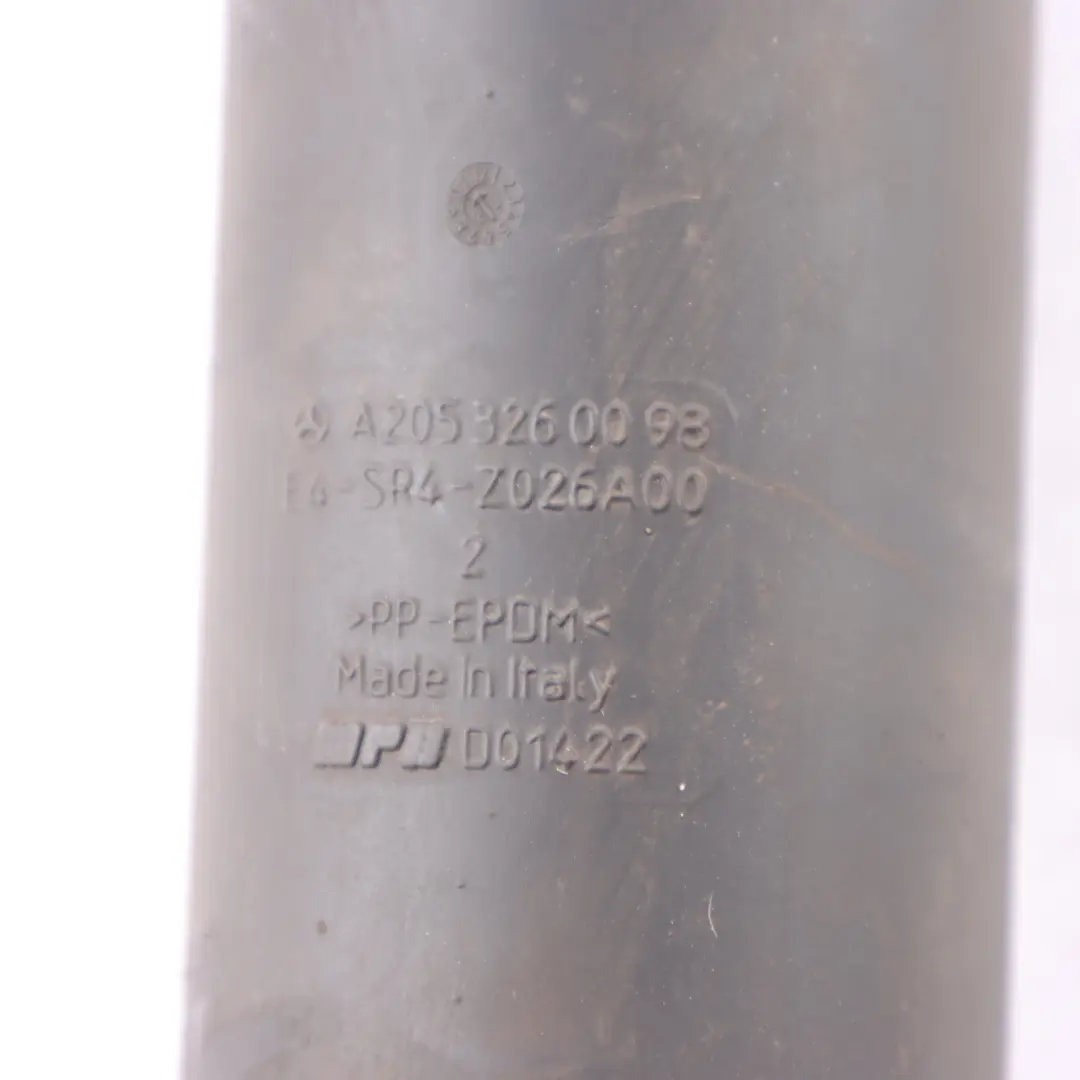 A205 326 00 98
E4-SR4-Z026A00
2
>PP-EPDM<
Made In Italy
D01422